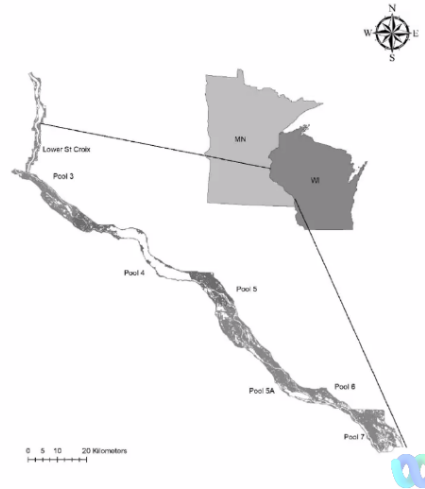 N
W E
S
MN
WI
Lower St Croix
Pool 3
Pool 4
Pool 5
Pool 5A
Pool 6
Pool 7
0 5 10 20 Kilometers